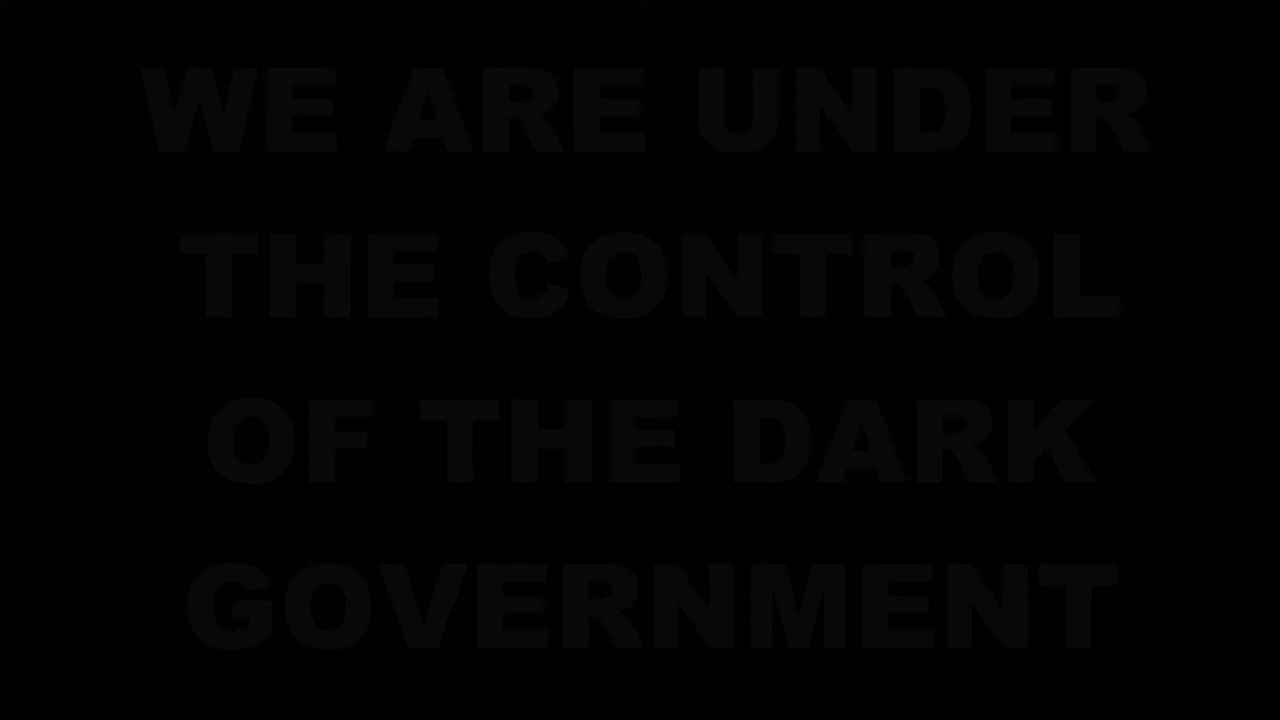 WE ARE UNDER
THE CONTROL
OF THE DARK
GOVERNMENT